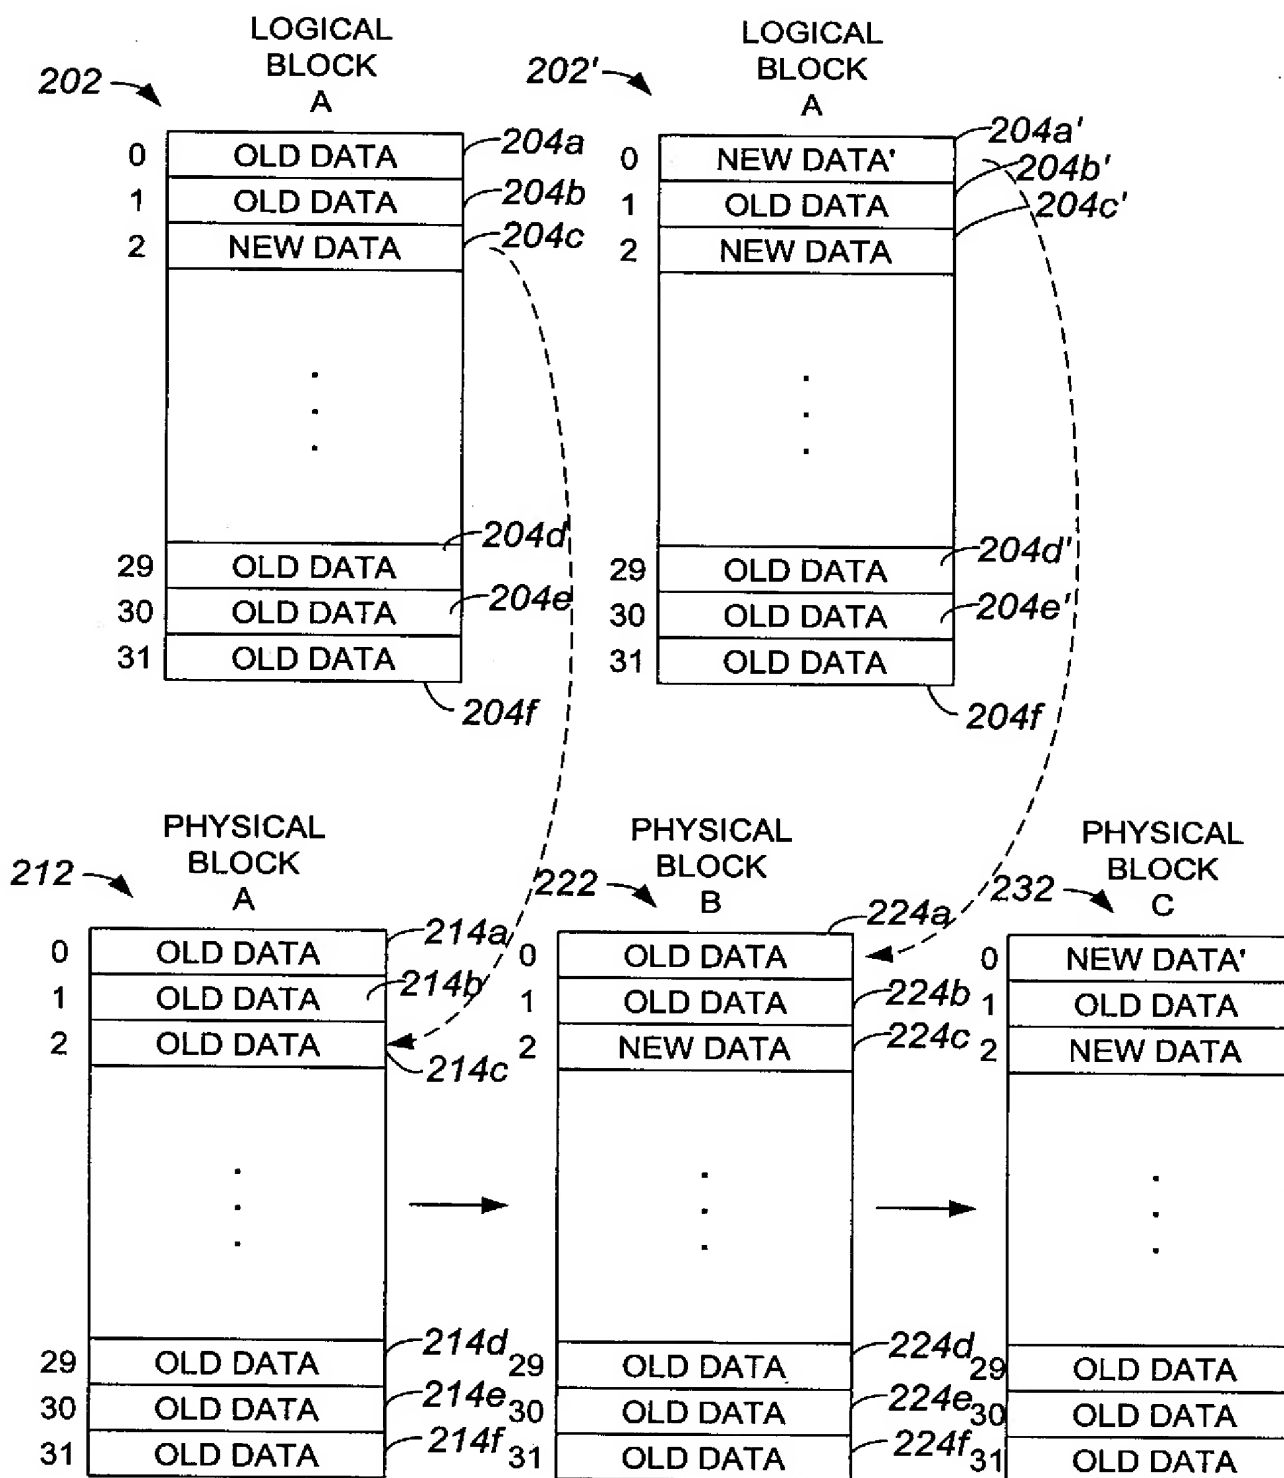 LOGICAL
BLOCK
A
202
0 OLD DATA 204a
1 OLD DATA 204b
2 NEW DATA 204c
204d
29 OLD DATA
30 OLD DATA 204e
31 OLD DATA
204f
LOGICAL
BLOCK
A
202'
0 NEW DATA' 204a'
204b'
1 OLD DATA
204c'
2 NEW DATA
29 OLD DATA 204d'
30 OLD DATA 204e'
31 OLD DATA
204f
PHYSICAL
BLOCK
A
212
0 OLD DATA 214a
1 OLD DATA 214b
2 OLD DATA
214c
214d
29 OLD DATA
30 OLD DATA 214e
31 OLD DATA 214f
PHYSICAL
BLOCK
B
222
224a
0 OLD DATA
1 OLD DATA 224b
2 NEW DATA 224c
224d
29 OLD DATA
30 OLD DATA 224e
31 OLD DATA 224f
PHYSICAL
BLOCK
C
232
0 NEW DATA'
1 OLD DATA
2 NEW DATA
29 OLD DATA
30 OLD DATA
31 OLD DATA